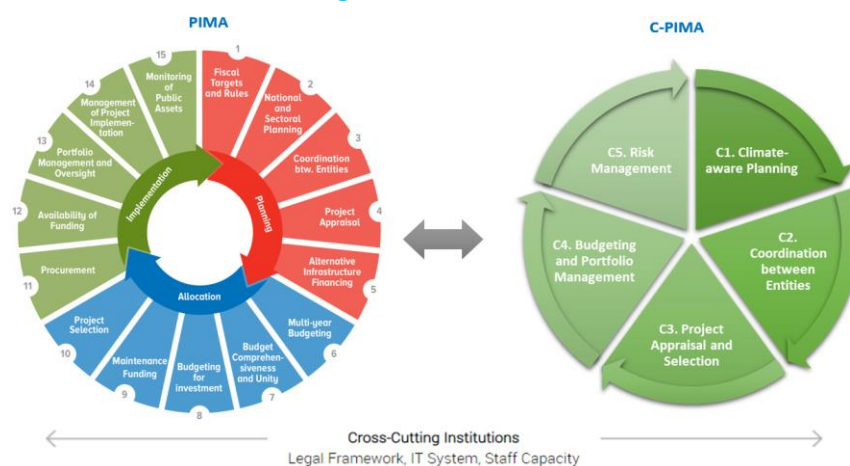 PIMA
C-PIMA
1
Fiscal
Targets
and Rules
2
National
and
Sectoral
Planning
3
Coordination
btw. Entities
4
Project
Appraisal
5
Alternative
Infrastructure
Financing
6
Multi-year
Budgeting
7
Budget
Comprehen-
siveness
and Unity
8
Budgeting
for
investment
9
Maintenance
Funding
10
Project
Selection
11
Procurement
12
Availability of
Funding
13
Portfolio
Management and
Oversight
14
Management
of Project
Implemen-
tation
15
Monitoring
of
Public
Assets
Implementation
Planning
Allocation
C1. Climate-
aware Planning
C2.
Coordination
between
Entities
C3. Project
Appraisal and
Selection
C4. Budgeting
and Portfolio
Management
C5. Risk
Management
Cross-Cutting Institutions
Legal Framework, IT System, Staff Capacity